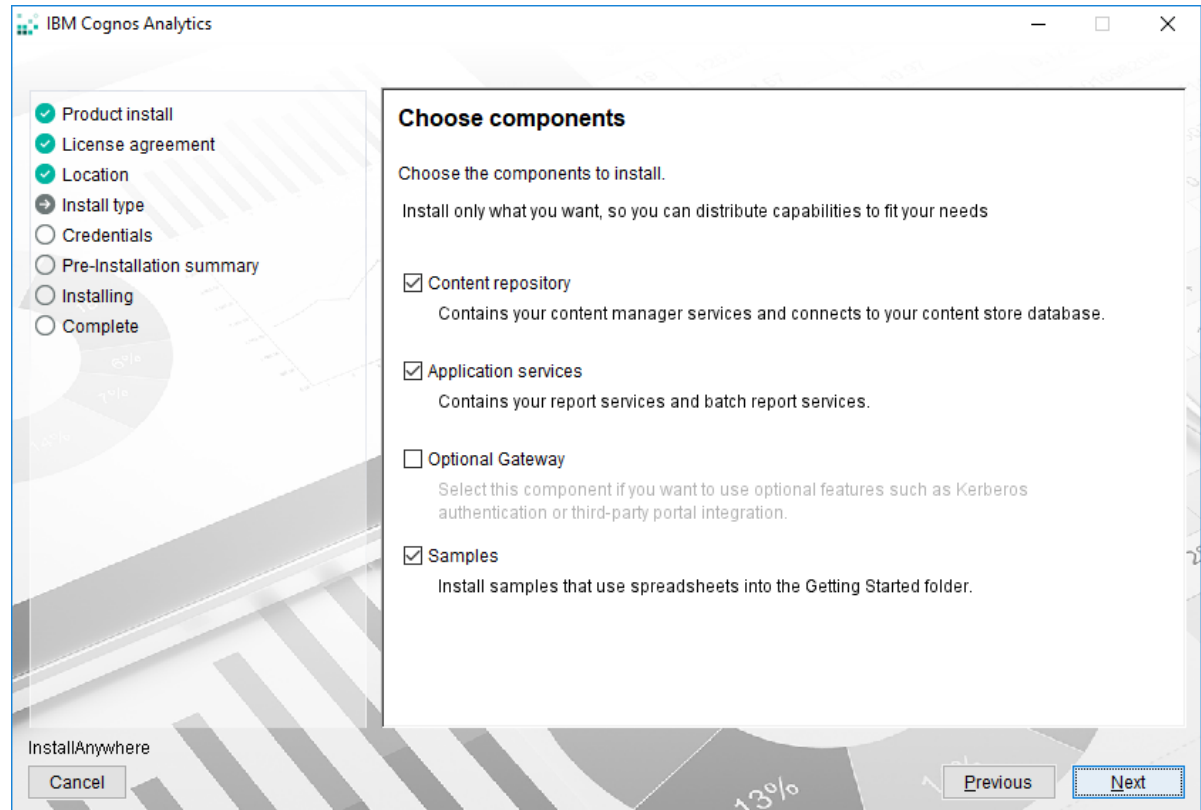 IBM Cognos Analytics
Product install
License agreement
Location
Install type
Credentials
Pre-Installation summary
Installing
Complete
Choose components
Choose the components to install.
Install only what you want, so you can distribute capabilities to fit your needs
Content repository
Contains your content manager services and connects to your content store database.
Application services
Contains your report services and batch report services.
Optional Gateway
Select this component if you want to use optional features such as Kerberos
authentication or third-party portal integration.
Samples
Install samples that use spreadsheets into the Getting Started folder.
6%
13%
InstallAnywhere
Cancel
Previous
Next